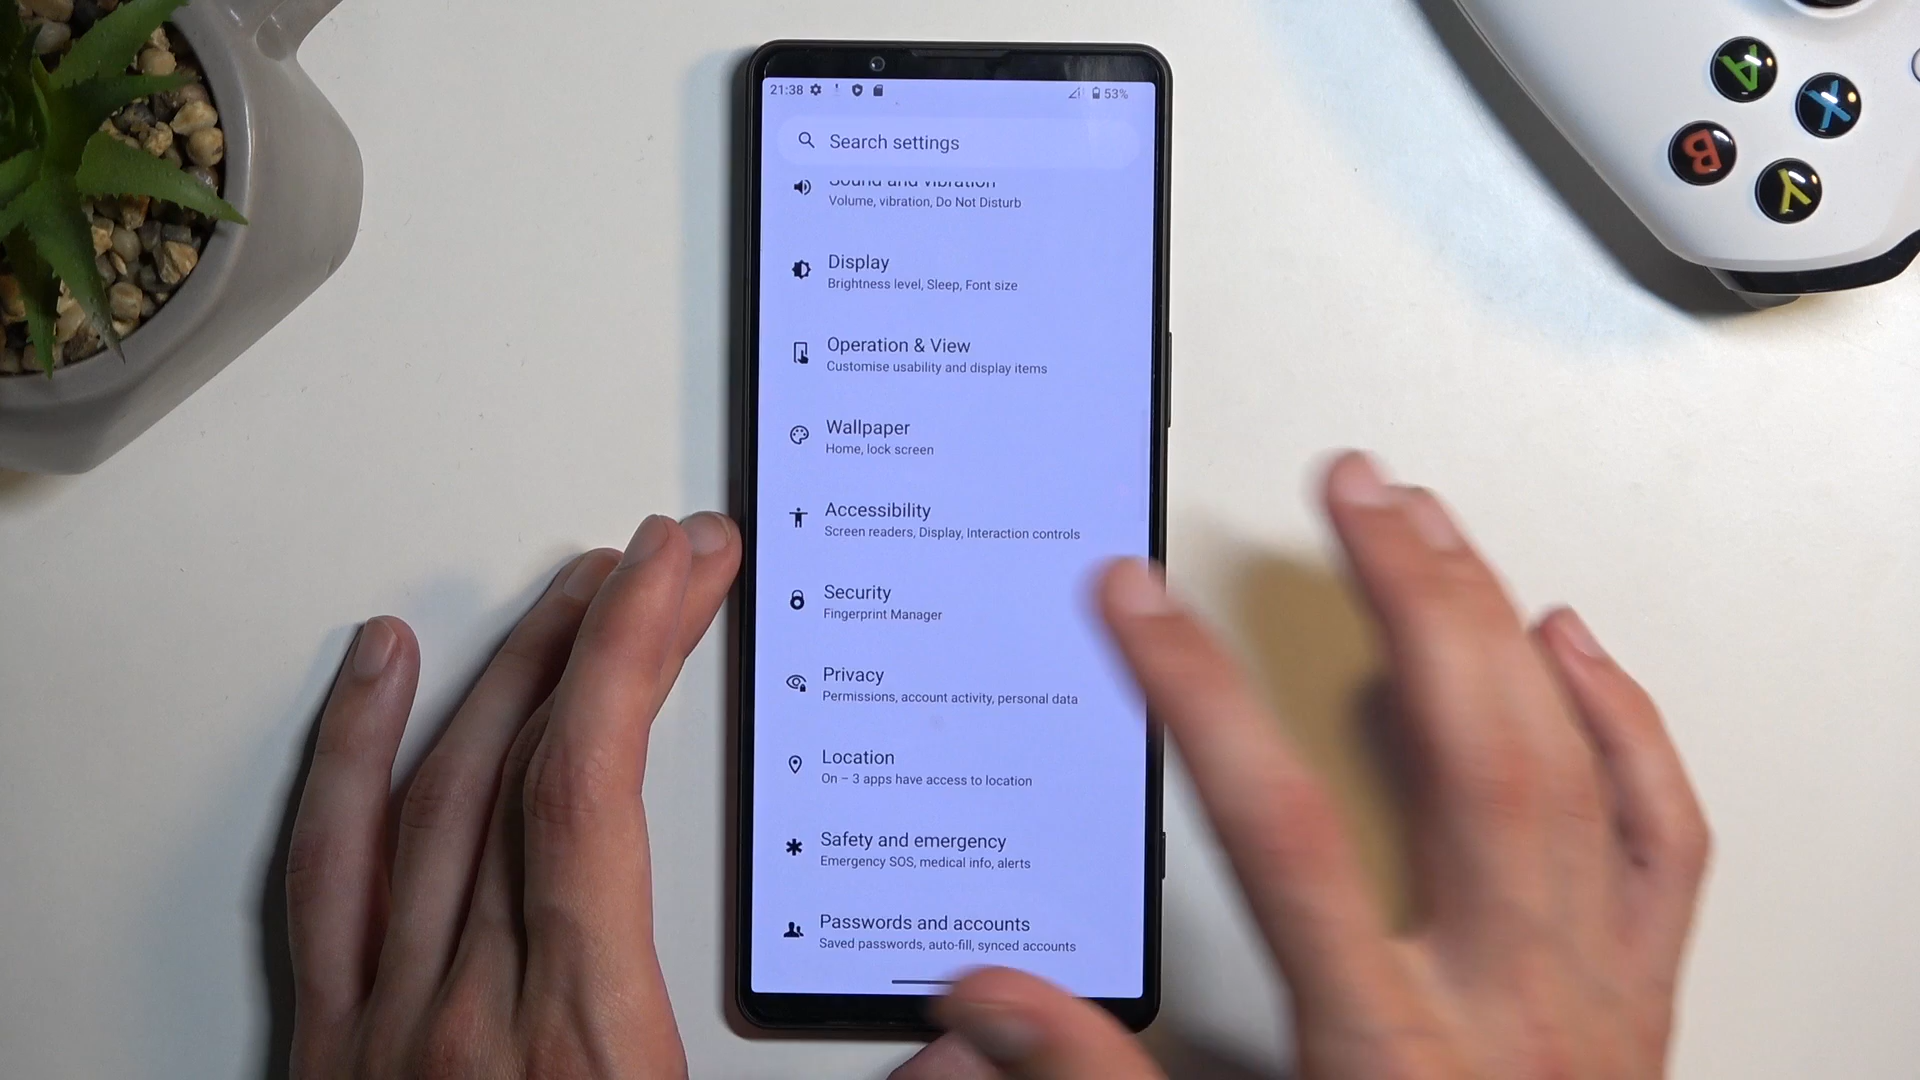 21:38
53%
Search settings
Sound and vibration
Volume, vibration, Do Not Disturb
Display
Brightness level, Sleep, Font size
Operation & View
Customise usability and display items
Wallpaper
Home, lock screen
Accessibility
Screen readers, Display, Interaction controls
Security
Fingerprint Manager
Privacy
Permissions, account activity, personal data
Location
On – 3 apps have access to location
Safety and emergency
Emergency SOS, medical info, alerts
Passwords and accounts
Saved passwords, auto-fill, synced accounts
A
X
B
Y